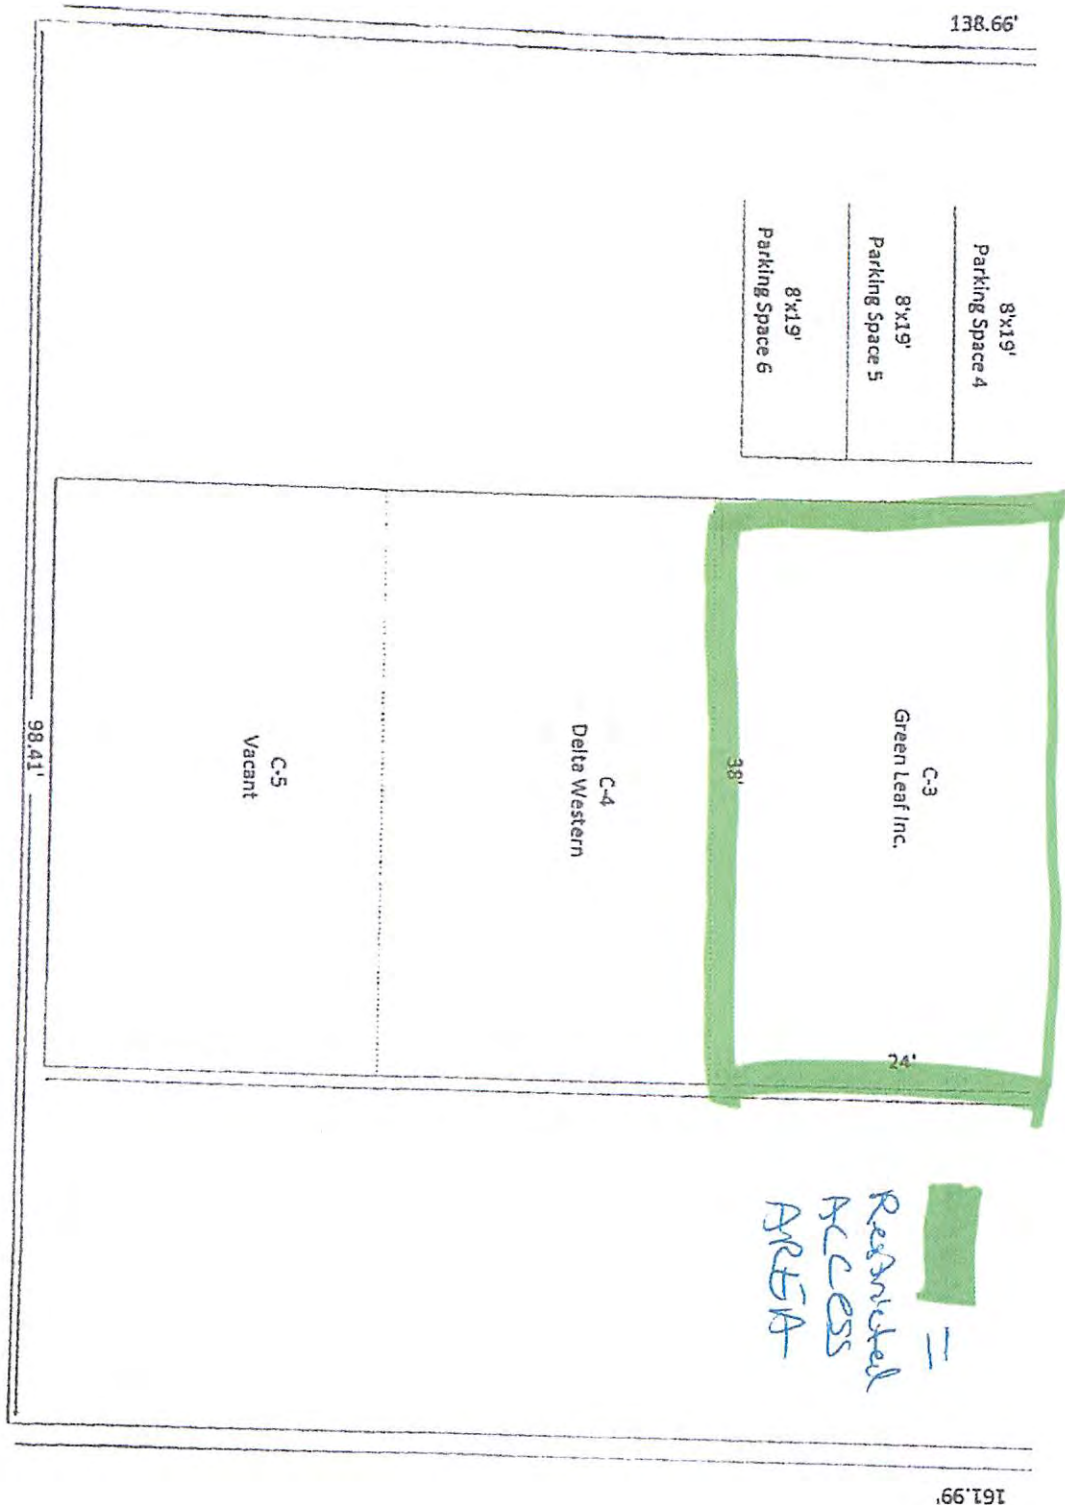 138.66'
8'x19'
Parking Space 4
8'x19'
Parking Space 5
8'x19'
Parking Space 6
C-3
Green Leaf Inc.
38'
24'
C-4
Delta Western
C-5
Vacant
98.41'
=
Restricted
Access
AREA
161.99'